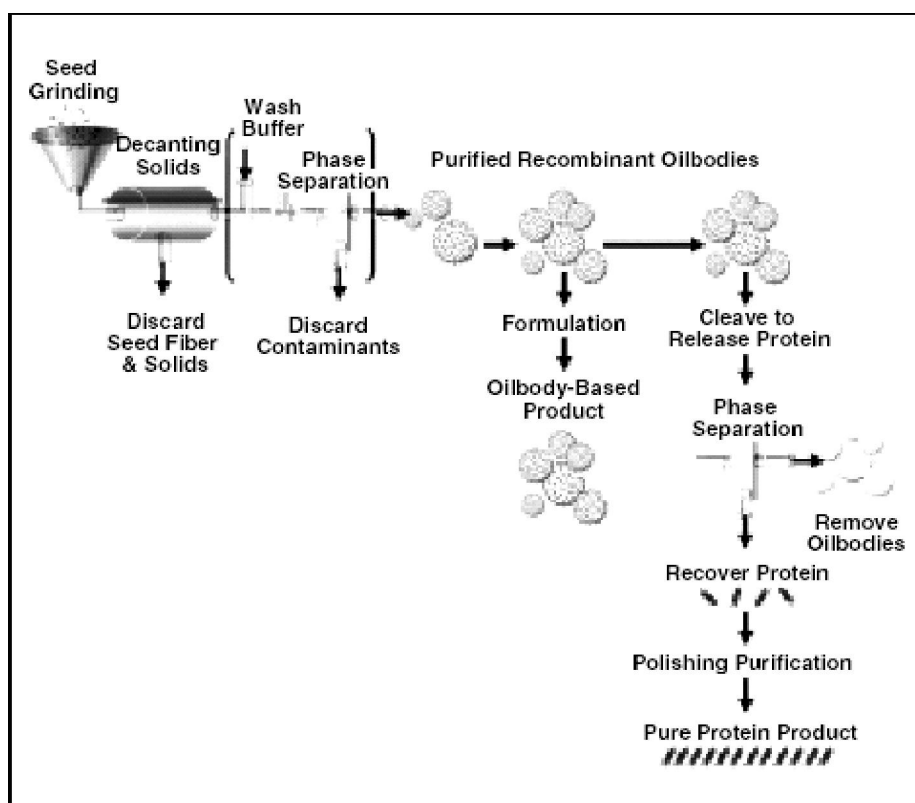 Seed
Grinding
Decanting
Solids
Wash
Buffer
Phase
Separation
Purified Recombinant Oilbodies
Discard
Seed Fiber
& Solids
Discard
Contaminants
Formulation
Oilbody-Based
Product
Cleave to
Release Protein
Phase
Separation
Remove
Oilbodies
Recover Protein
Polishing Purification
Pure Protein Product